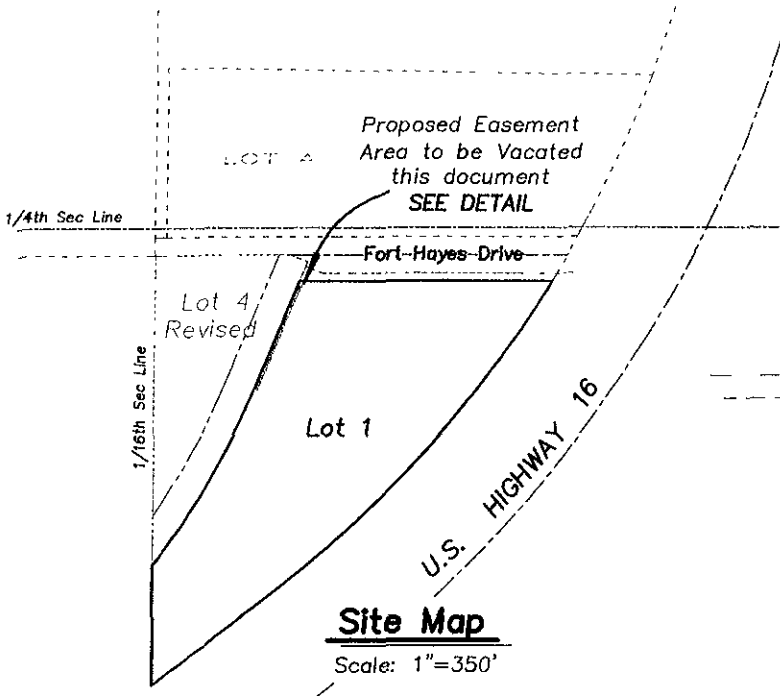 LOT A
Proposed Easement
Area to be Vacated
this document
SEE DETAIL
1/4th Sec Line
Fort Hayes Drive
Lot 4
Revised
1/16th Sec Line
Lot 1
U.S. HIGHWAY 16
Site Map
Scale: 1"=350'